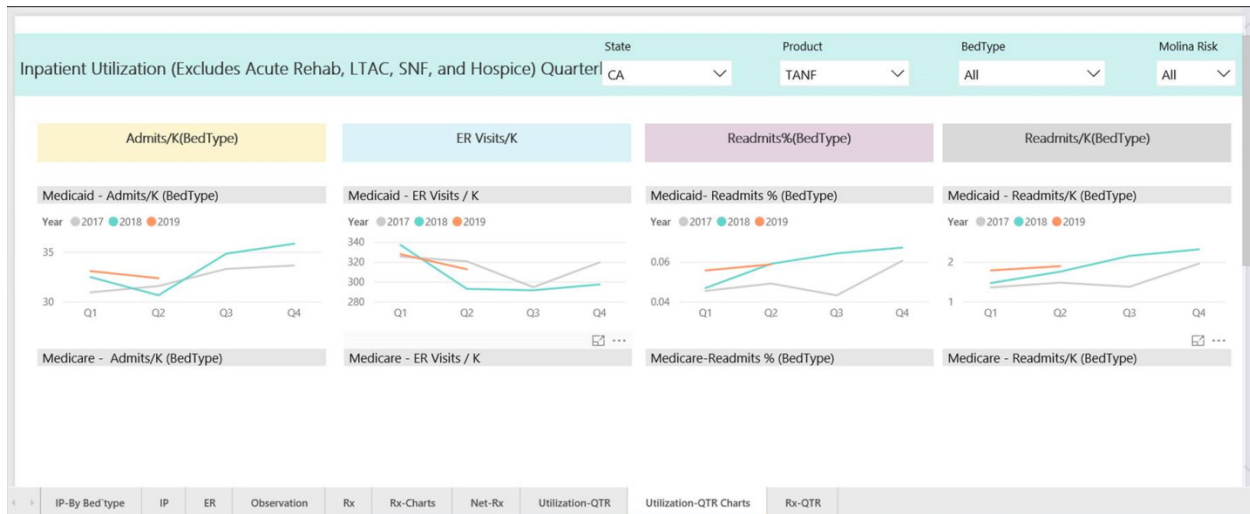 State
Product
BedType
Molina Risk
Inpatient Utilization (Excludes Acute Rehab, LTAC, SNF, and Hospice) Quarterl
CA
TANF
All
All
Admits/K(BedType)
ER Visits/K
Readmits%(BedType)
Readmits/K(BedType)
Medicaid - Admits/K (BedType)
Year 2017 2018 2019
35
30
Q1 Q2 Q3 Q4
Medicaid - ER Visits / K
Year 2017 2018 2019
340
320
300
280
Q1 Q2 Q3 Q4
Medicaid- Readmits % (BedType)
Year 2017 2018 2019
0.06
0.04
Q1 Q2 Q3 Q4
Medicaid - Readmits/K (BedType)
Year 2017 2018 2019
2
1
Q1 Q2 Q3 Q4
Medicare - Admits/K (BedType)
Medicare - ER Visits / K
Medicare-Readmits % (BedType)
Medicare - Readmits/K (BedType)
IP-By Bed`type
IP
ER
Observation
Rx
Rx-Charts
Net-Rx
Utilization-QTR
Utilization-QTR Charts
Rx-QTR